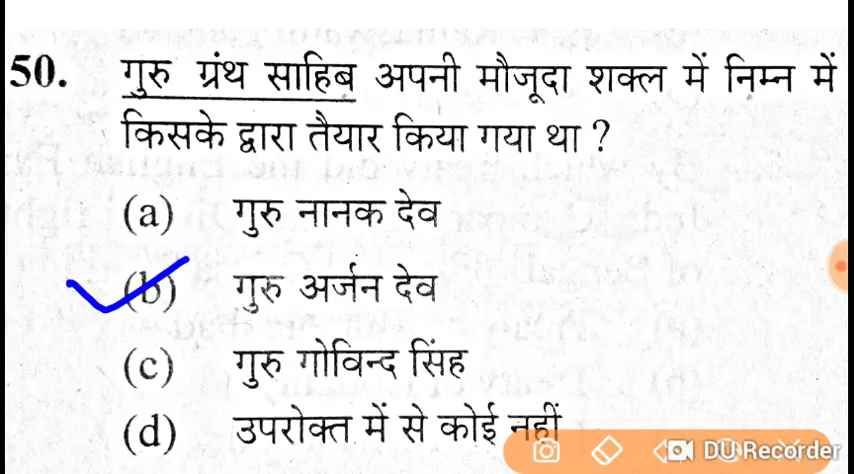 50. गुरु ग्रंथ साहिब अपनी मौजूदा शक्ल में निम्न में
किसके द्वारा तैयार किया गया था ?
(a) गुरु नानक देव
(b) गुरु अर्जन देव
(c) गुरु गोविन्द सिंह
(d) उपरोक्त में से कोई नहीं
DU Recorder